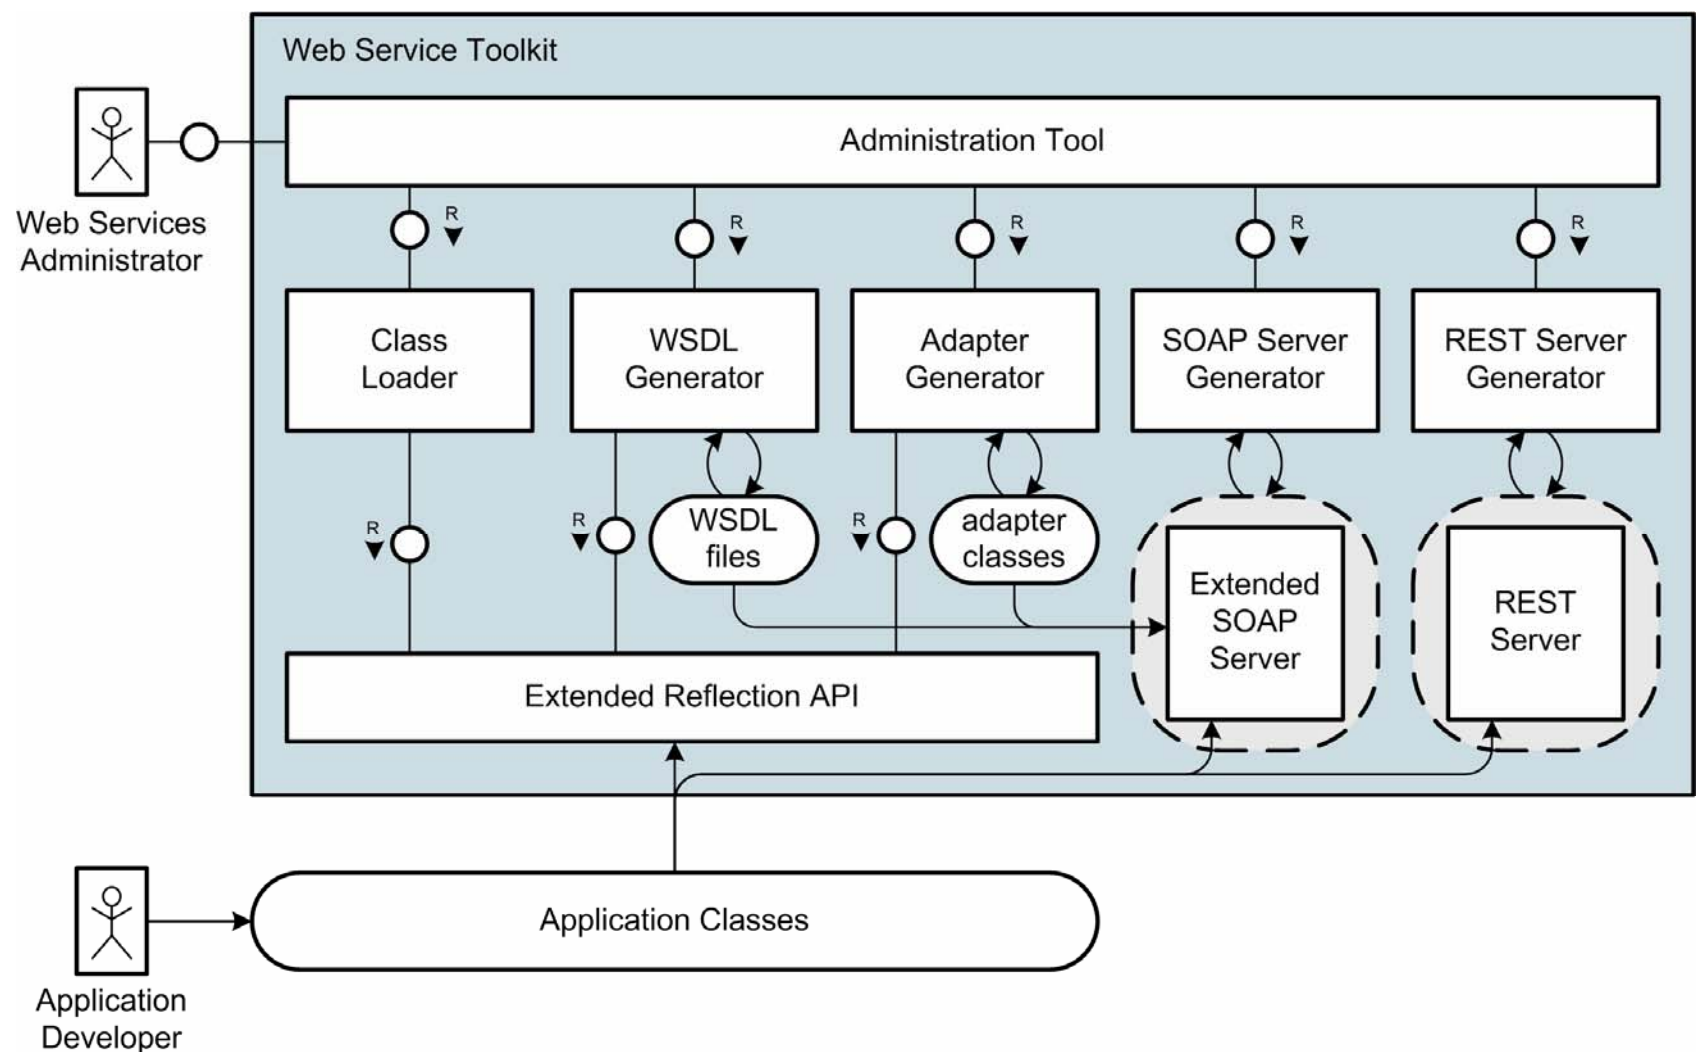 Web Service Toolkit
Administration Tool
Web Services
Administrator
R
R
R
R
R
Class
Loader
WSDL
Generator
Adapter
Generator
SOAP Server
Generator
REST Server
Generator
R
R
WSDL
files
R
adapter
classes
Extended
SOAP
Server
REST
Server
Extended Reflection API
Application Classes
Application
Developer